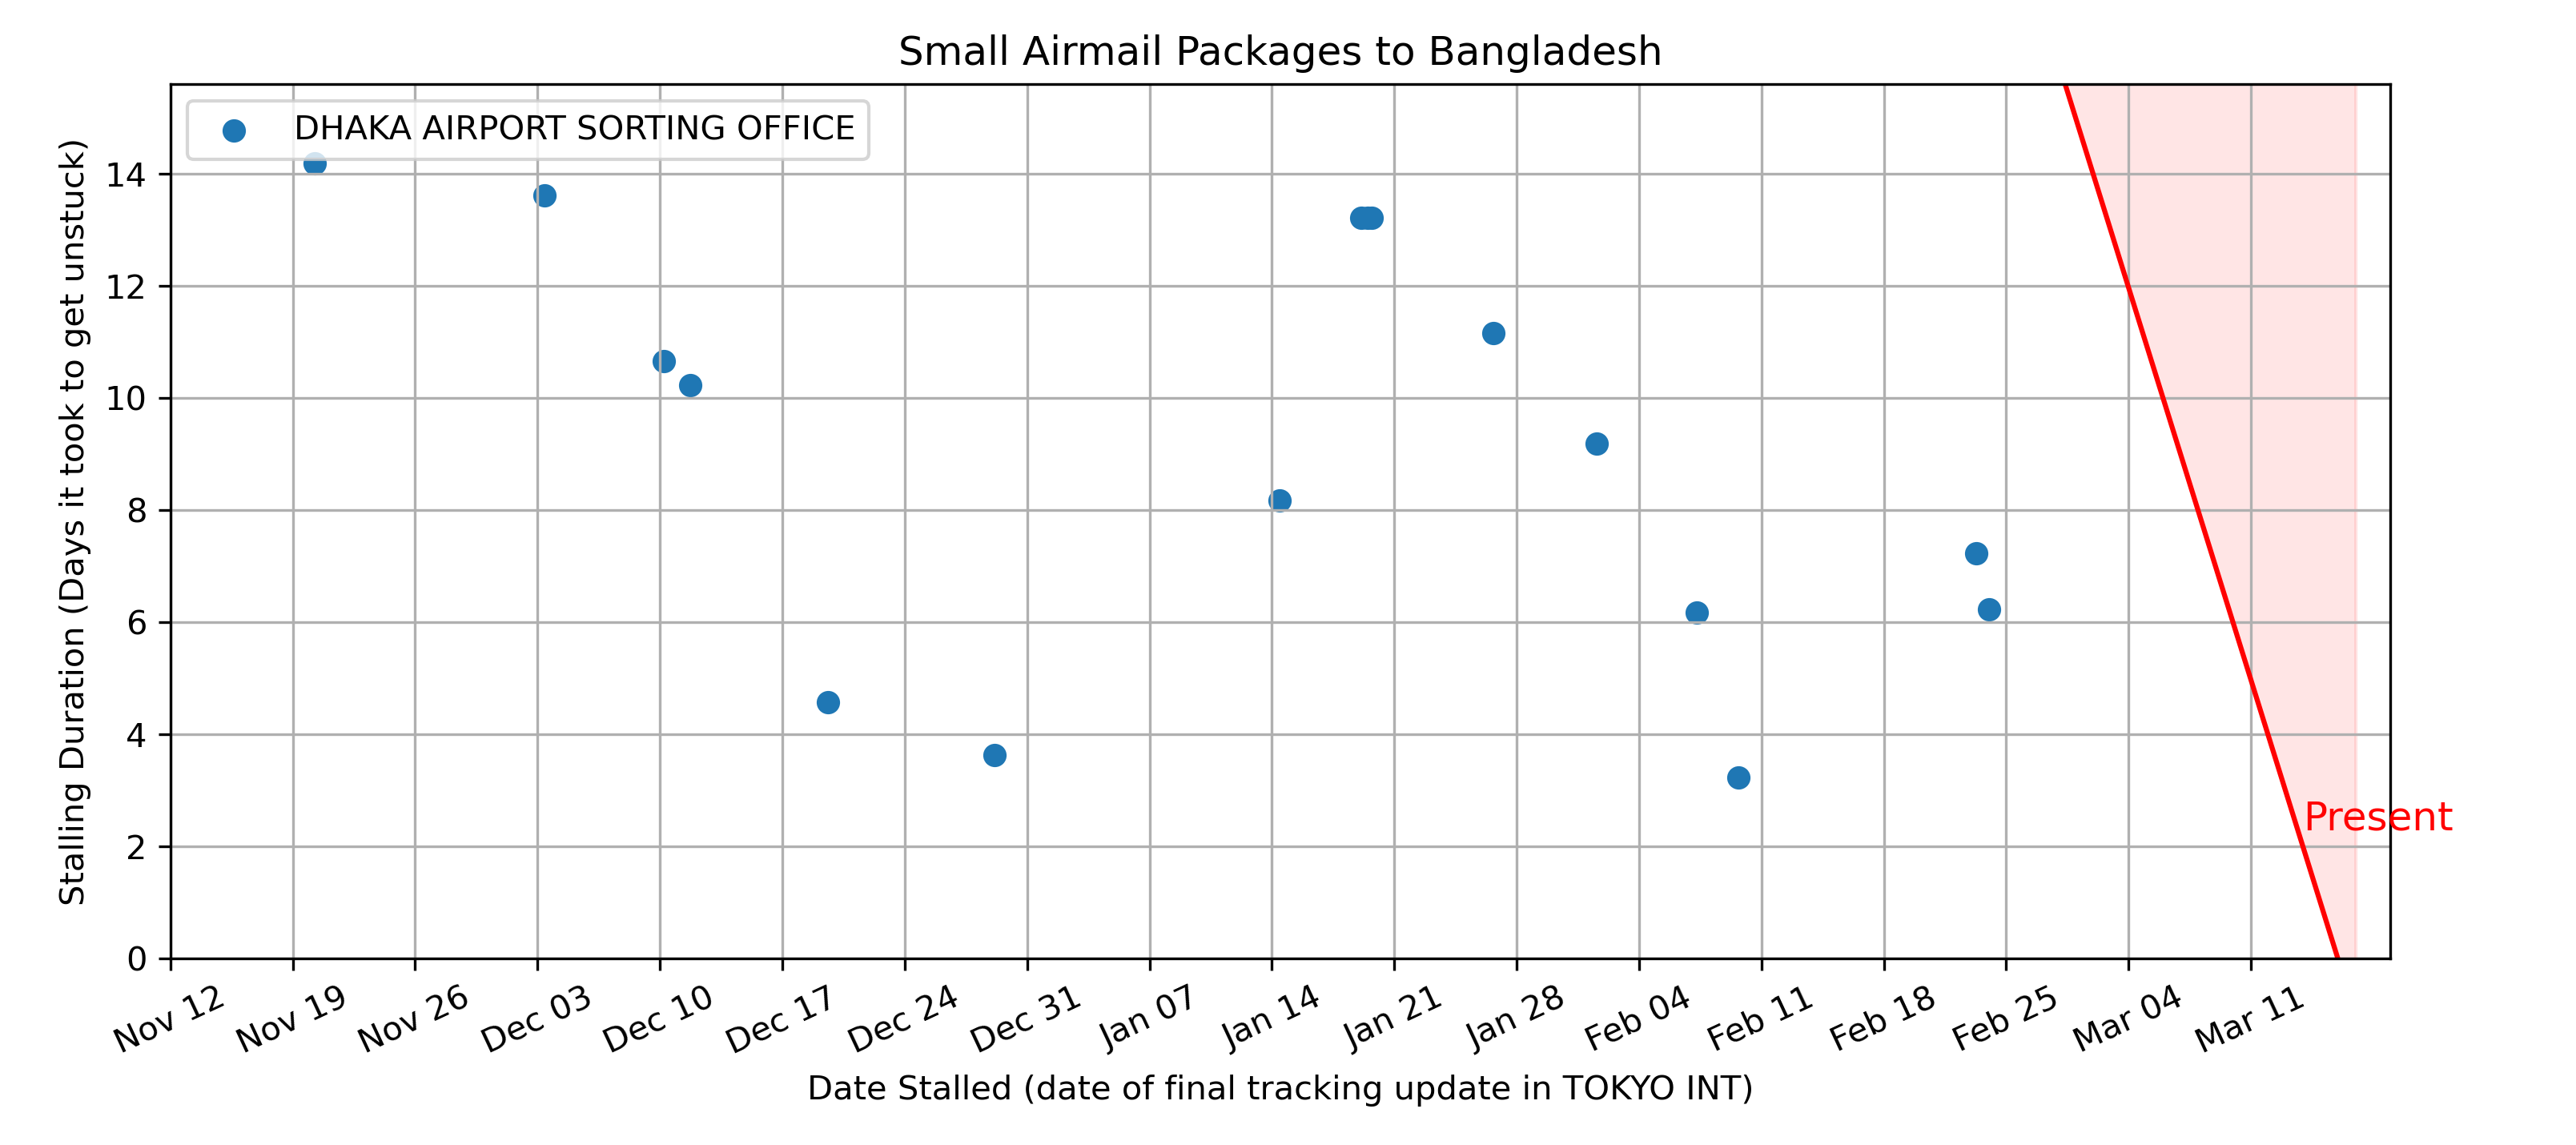 Small Airmail Packages to Bangladesh
DHAKA AIRPORT SORTING OFFICE
Stalling Duration (Days it took to get unstuck)
14
12
10
8
6
4
2
0
Present
Nov 12 Nov 19 Nov 26 Dec 03 Dec 10 Dec 17 Dec 24 Dec 31 Jan 07 Jan 14 Jan 21 Jan 28 Feb 04 Feb 11 Feb 18 Feb 25 Mar 04 Mar 11
Date Stalled (date of final tracking update in TOKYO INT)